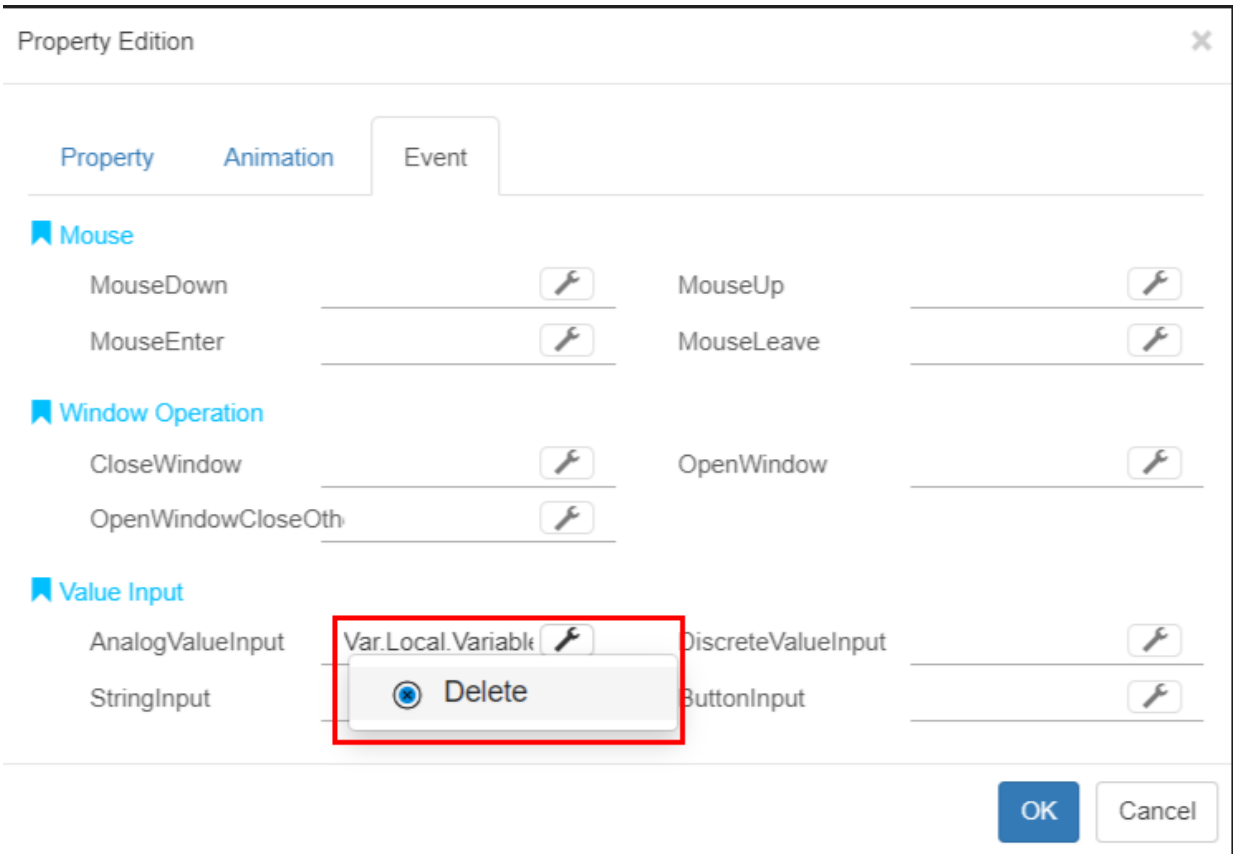 Property Edition
Property Animation Event
Mouse
MouseDown MouseUp
MouseEnter MouseLeave
Window Operation
CloseWindow OpenWindow
OpenWindowCloseOth
Value Input
AnalogValueInput Var.Local.Variable DiscreteValueInput
StringInput Delete ButtonInput
OK Cancel